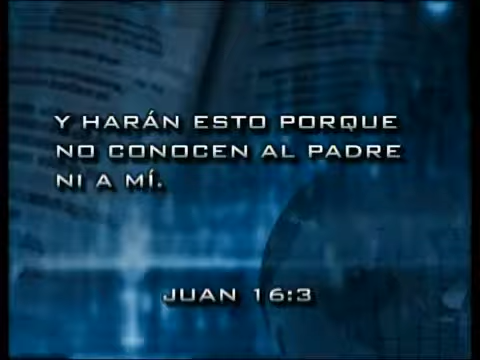 Y HARÁN ESTO PORQUE
NO CONOCEN AL PADRE
NI A MÍ.
JUAN 16:3